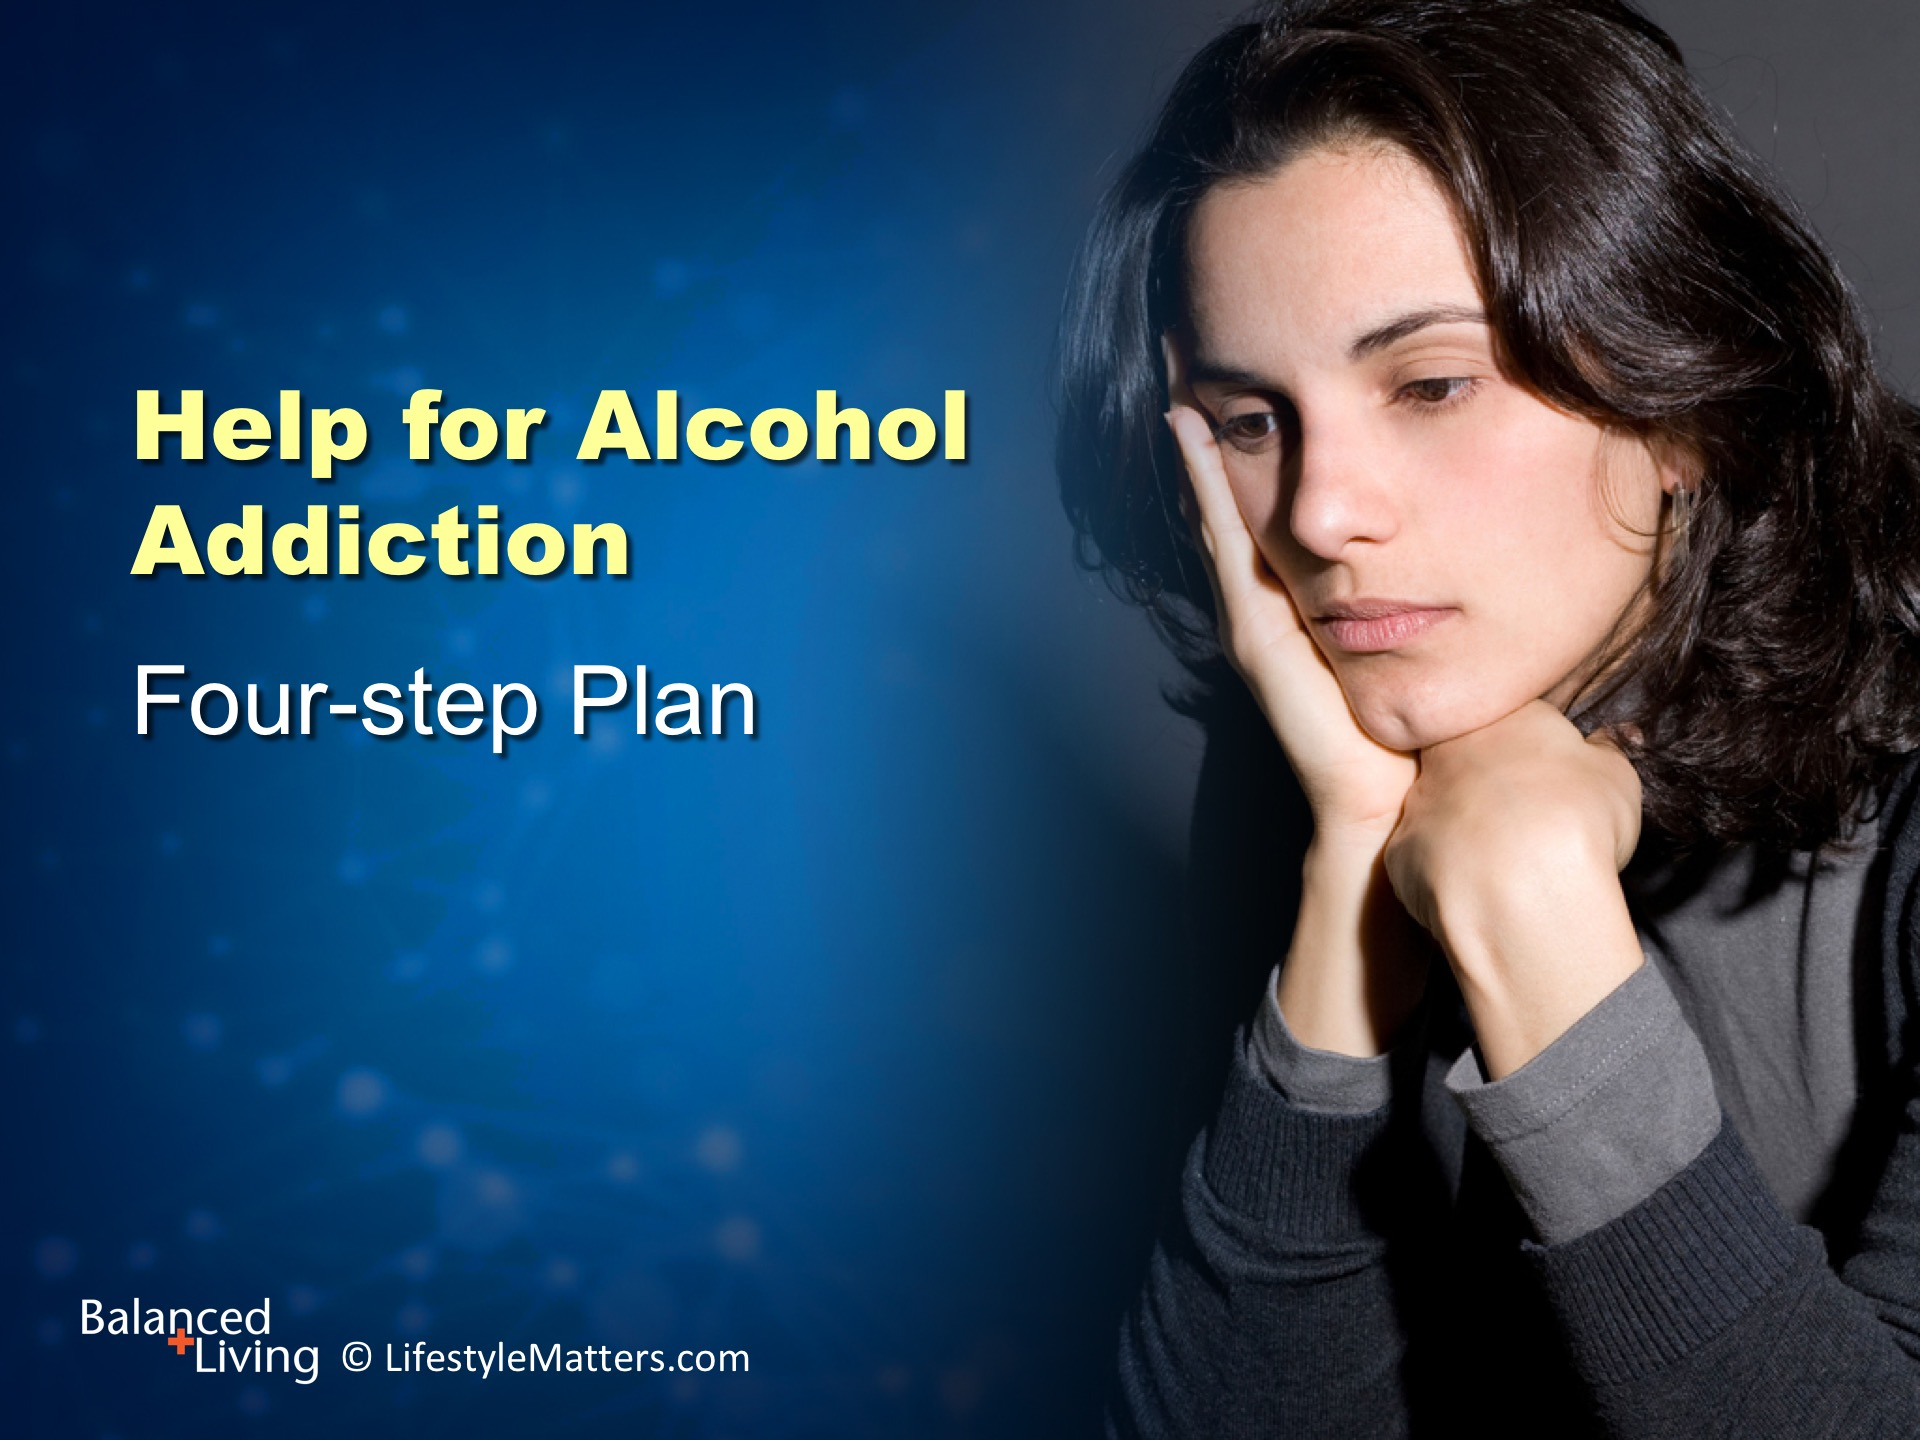 Help for Alcohol
Addiction
Four-step Plan
Balanced
Living © LifestyleMatters.com